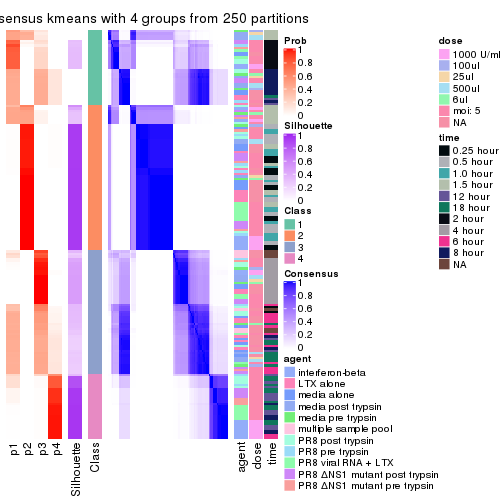 sensus kmeans with 4 groups from 250 partitions
Prob
1
0.8
0.6
0.4
0.2
0
Silhouette
1
0.8
0.6
0.4
0.2
0
Class
1
2
3
4
Consensus
1
0.8
0.6
0.4
0.2
0
agent
interferon-beta
LTX alone
media alone
media post trypsin
media pre trypsin
multiple sample pool
PR8 post trypsin
PR8 pre trypsin
PR8 viral RNA + LTX
PR8 ΔNS1 mutant post trypsin
PR8 ΔNS1 mutant pre trypsin
dose
1000 U/ml
100ul
25ul
500ul
6ul
moi: 5
NA
time
0.25 hour
0.5 hour
1.0 hour
1.5 hour
12 hour
18 hour
2 hour
4 hour
6 hour
8 hour
NA
p1
p2
p3
p4
Silhouette
Class
agent
dose
time